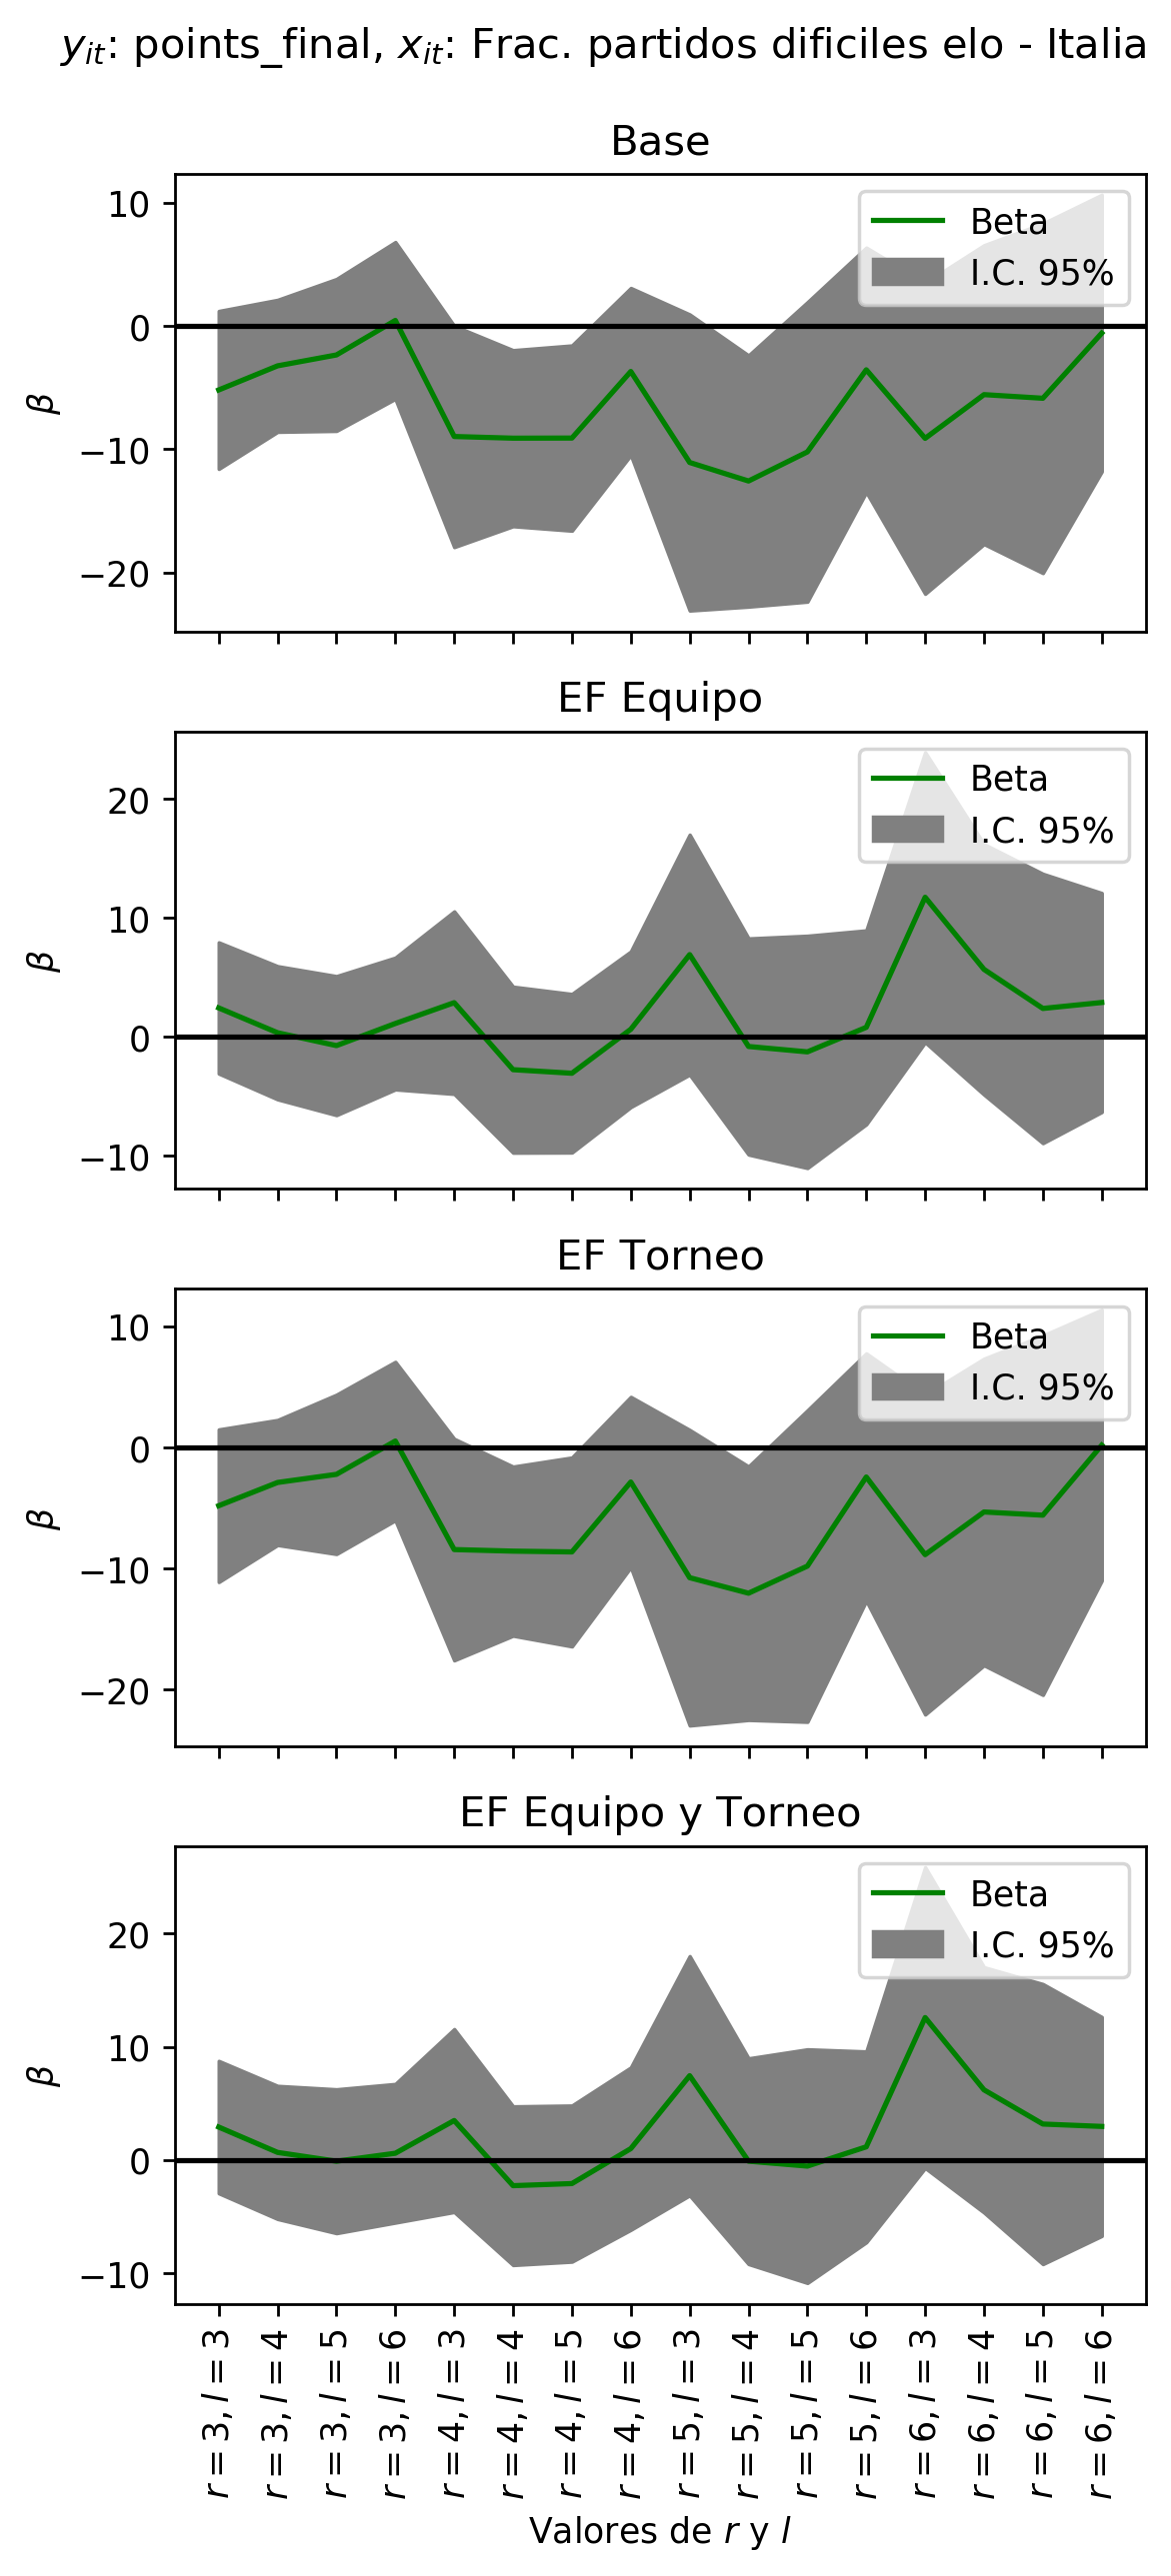 y_it: points_final, x_it: Frac. partidos dificiles elo - Italia
Base
10
0
−10
−20
β
Beta
I.C. 95%
EF Equipo
20
10
0
−10
β
Beta
I.C. 95%
EF Torneo
10
0
−10
−20
β
Beta
I.C. 95%
EF Equipo y Torneo
20
10
0
−10
β
Beta
I.C. 95%
r = 3, l = 3
r = 3, l = 4
r = 3, l = 5
r = 3, l = 6
r = 4, l = 3
r = 4, l = 4
r = 4, l = 5
r = 4, l = 6
r = 5, l = 3
r = 5, l = 4
r = 5, l = 5
r = 5, l = 6
r = 6, l = 3
r = 6, l = 4
r = 6, l = 5
r = 6, l = 6
Valores de r y l